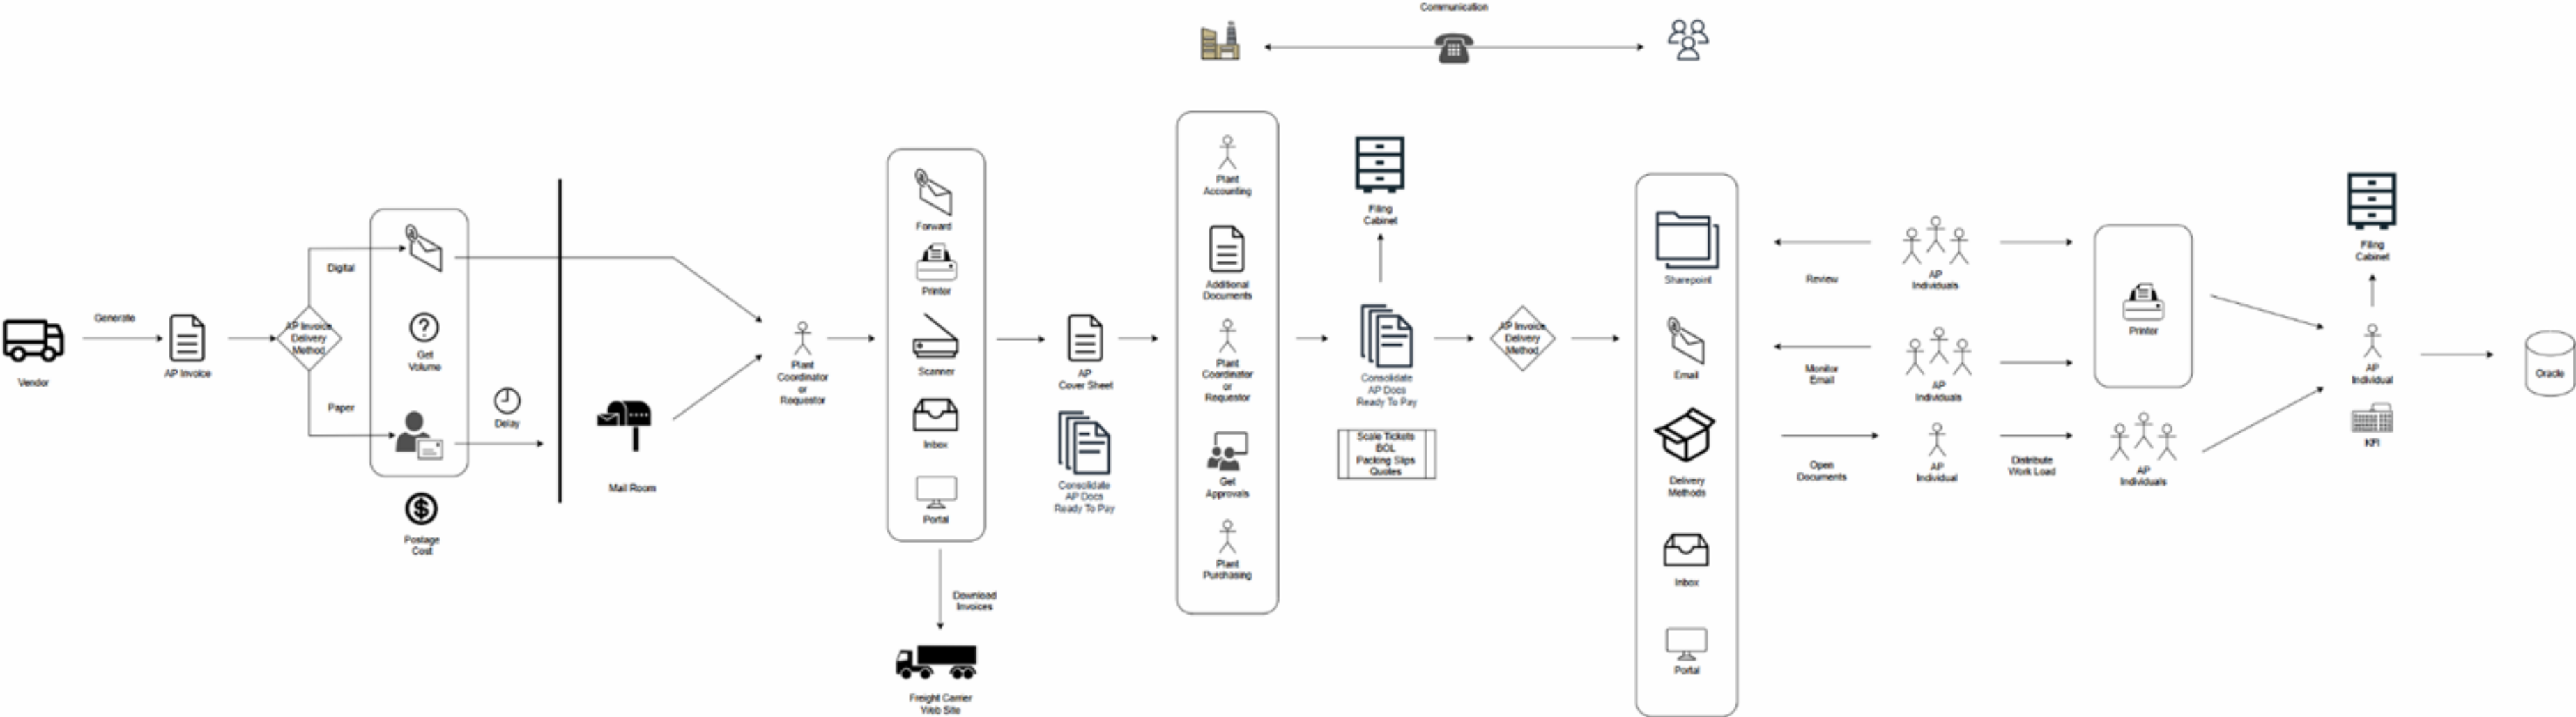 Communication
Vendor
Generate
AP Invoice
AP Invoice
Delivery
Method
Digital
Paper
Get
Volume
Postage
Cost
Delay
Mail Room
Plant
Coordinator
or
Requestor
Forward
Printer
Scanner
Inbox
Portal
Download
Invoices
Freight Carrier
Web Site
AP
Cover Sheet
Consolidate
AP Docs
Ready To Pay
Plant
Accounting
Additional
Documents
Plant
Coordinator
or
Requestor
Get
Approvals
Plant
Purchasing
Filing
Cabinet
Consolidate
AP Docs
Ready To Pay
Scale Tickets
BOL
Packing Slips
Quotes
AP Invoice
Delivery
Method
Sharepoint
Email
Delivery
Methods
Inbox
Portal
Review
Monitor
Email
Open
Documents
AP
Individuals
AP
Individuals
AP
Individual
Distribute
Work Load
Printer
AP
Individuals
Filing
Cabinet
AP
Individual
KFI
Oracle